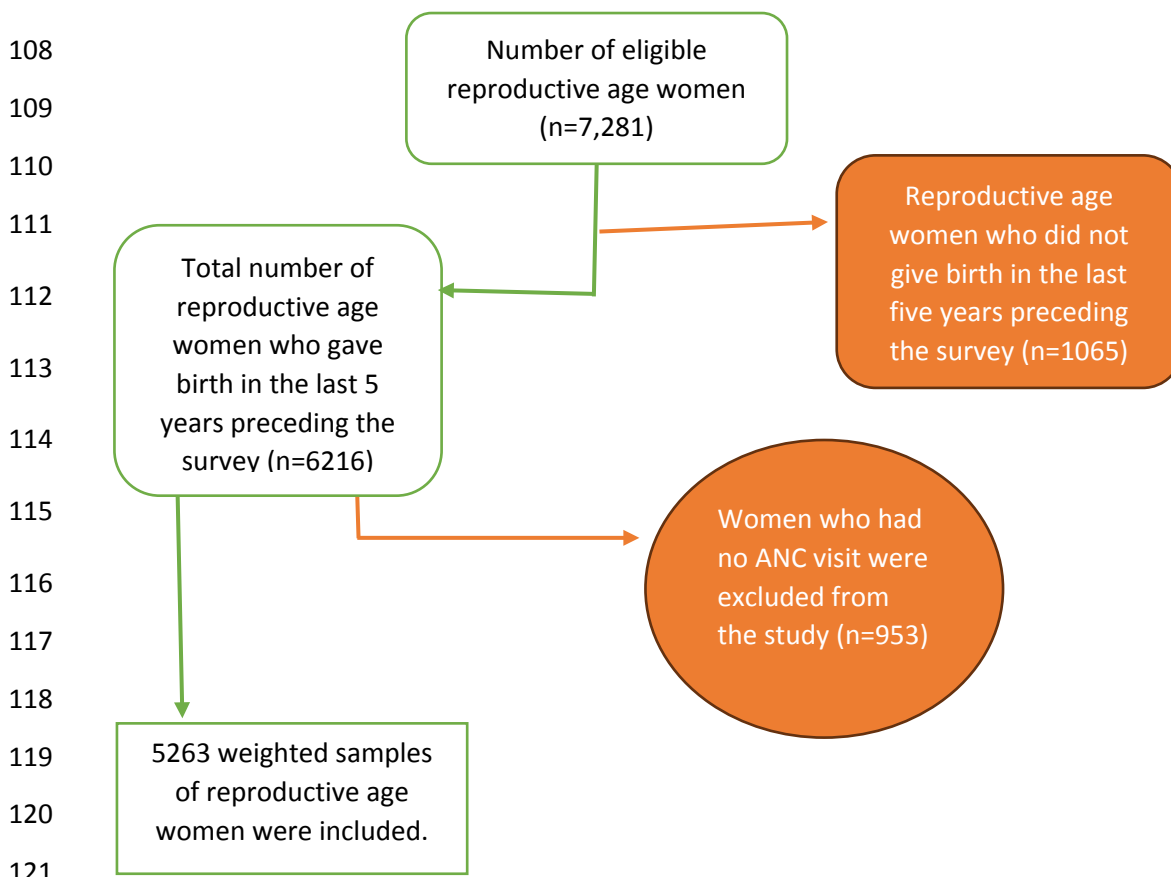 108
109
110
111
112
113
114
115
116
117
118
119
120
121
Number of eligible
reproductive age women
(n=7,281)
Reproductive age
women who did not
give birth in the last
five years preceding
the survey (n=1065)
Total number of
reproductive age
women who gave
birth in the last 5
years preceding the
survey (n=6216)
Women who had
no ANC visit were
excluded from
the study (n=953)
5263 weighted samples
of reproductive age
women were included.